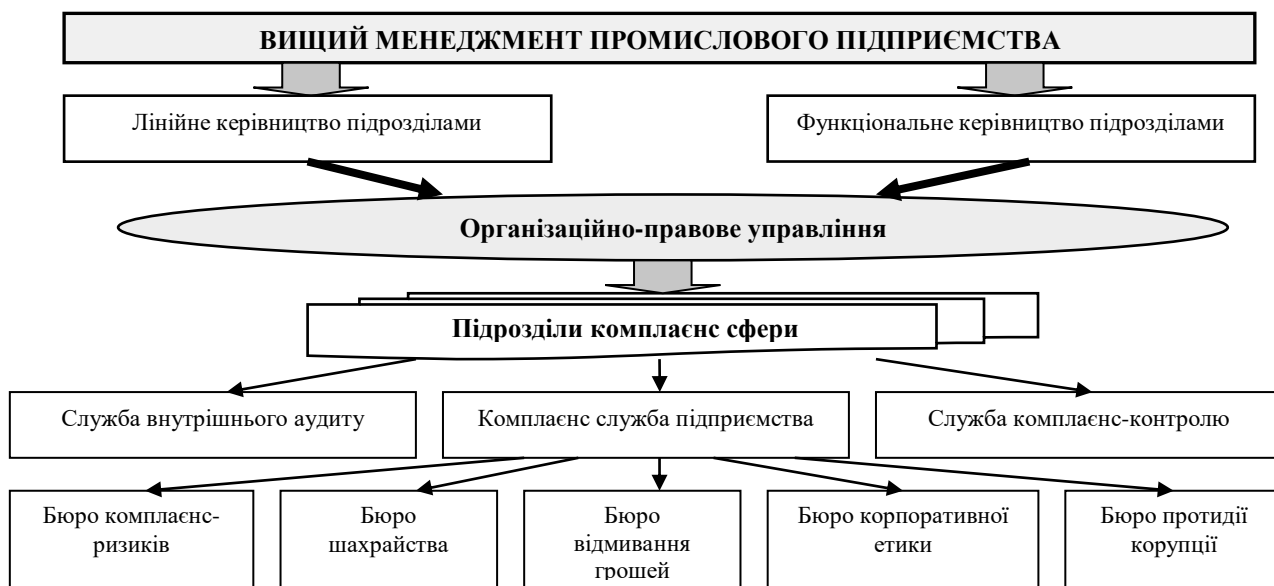 ВИЩИЙ МЕНЕДЖМЕНТ ПРОМИСЛОВОГО ПІДПРИЄМСТВА
Лінійне керівництво підрозділами
Функціональне керівництво підрозділами
Організаційно-правове управління
Підрозділи комплаєнс сфери
Служба внутрішнього аудиту
Комплаєнс служба підприємства
Служба комплаєнс-контролю
Бюро комплаєнс-
ризиків
Бюро
шахрайства
Бюро
відмивання
грошей
Бюро корпоративної
етики
Бюро протидії
корупції